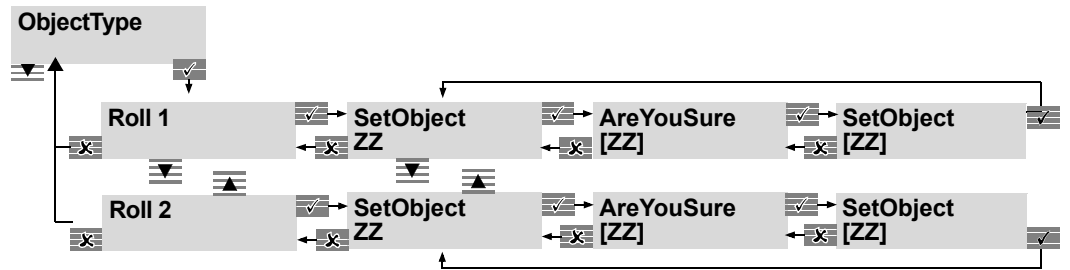 ObjectType
Roll 1
SetObject
ZZ
AreYouSure
[ZZ]
SetObject
[ZZ]
Roll 2
SetObject
ZZ
AreYouSure
[ZZ]
SetObject
[ZZ]